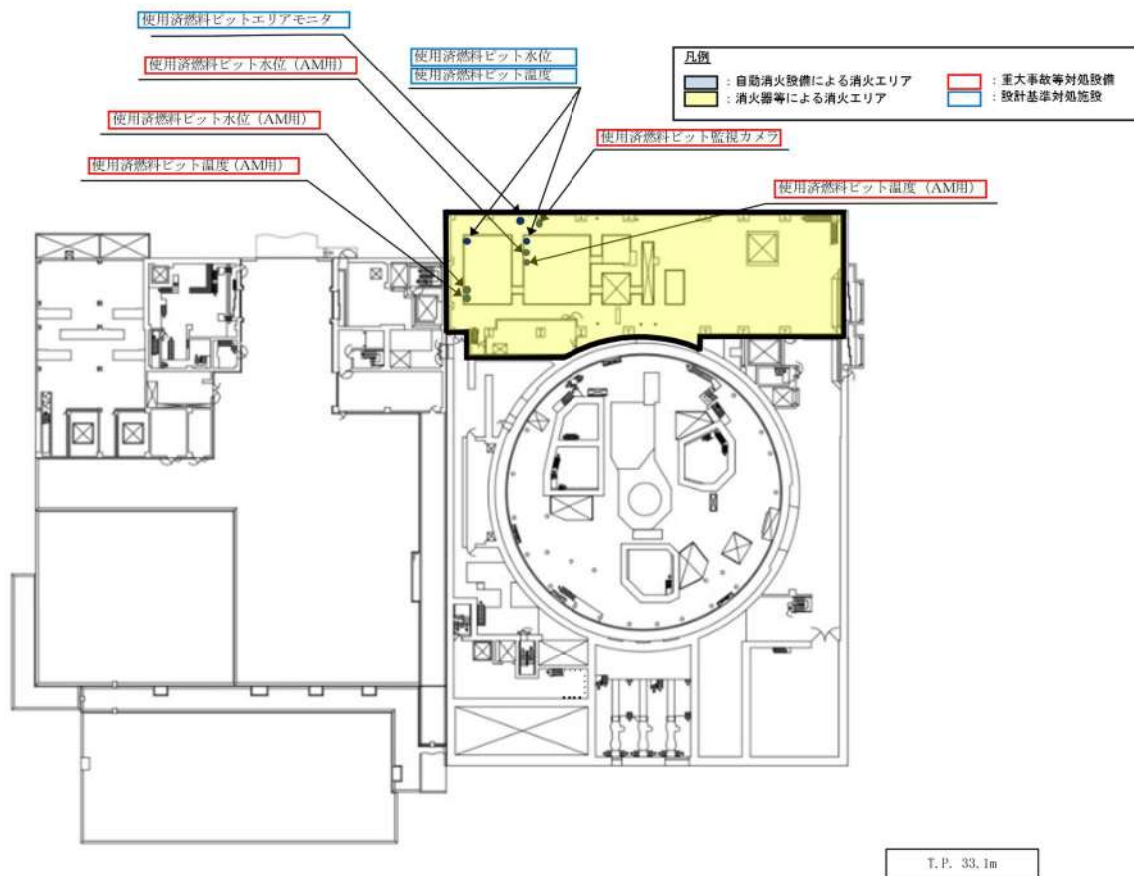 使用済燃料ピットエリアモニタ
使用済燃料ピット水位
使用済燃料ピット温度
使用済燃料ピット水位（AM用）
使用済燃料ピット水位（AM用）
使用済燃料ピット温度（AM用）
使用済燃料ピット監視カメラ
使用済燃料ピット温度（AM用）
凡例
：自動消火設備による消火エリア
：重大事故等対処設備
：消火器等による消火エリア
：設計基準対処施設
T.P. 33.1m